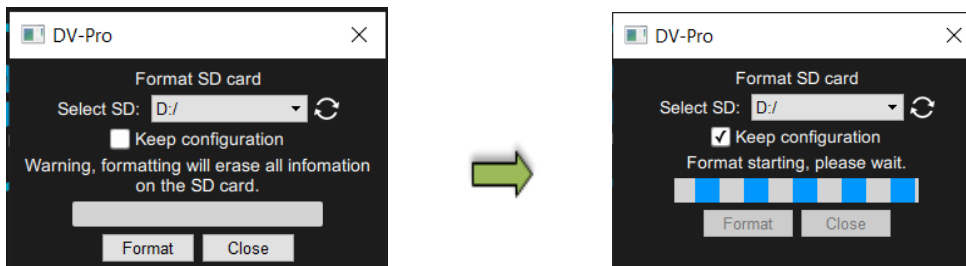 DV-Pro
Format SD card
Select SD: D:/
Keep configuration
Warning, formatting will erase all infomation
on the SD card.
Format Close
DV-Pro
Format SD card
Select SD: D:/
Keep configuration
Format starting, please wait.
Format Close